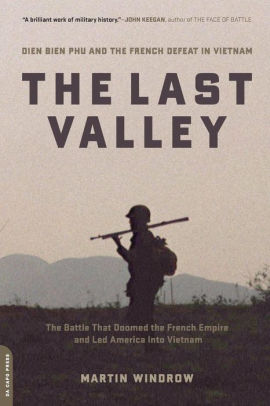 "A brilliant work of military history."—JOHN KEEGAN, author of THE FACE OF BATTLE
DIEN BIEN PHU AND THE FRENCH DEFEAT IN VIETNAM
THE LAST
VALLEY
The Battle That Doomed the French Empire
and Led America into Vietnam
MARTIN WINDROW
DA CAPO PRESS